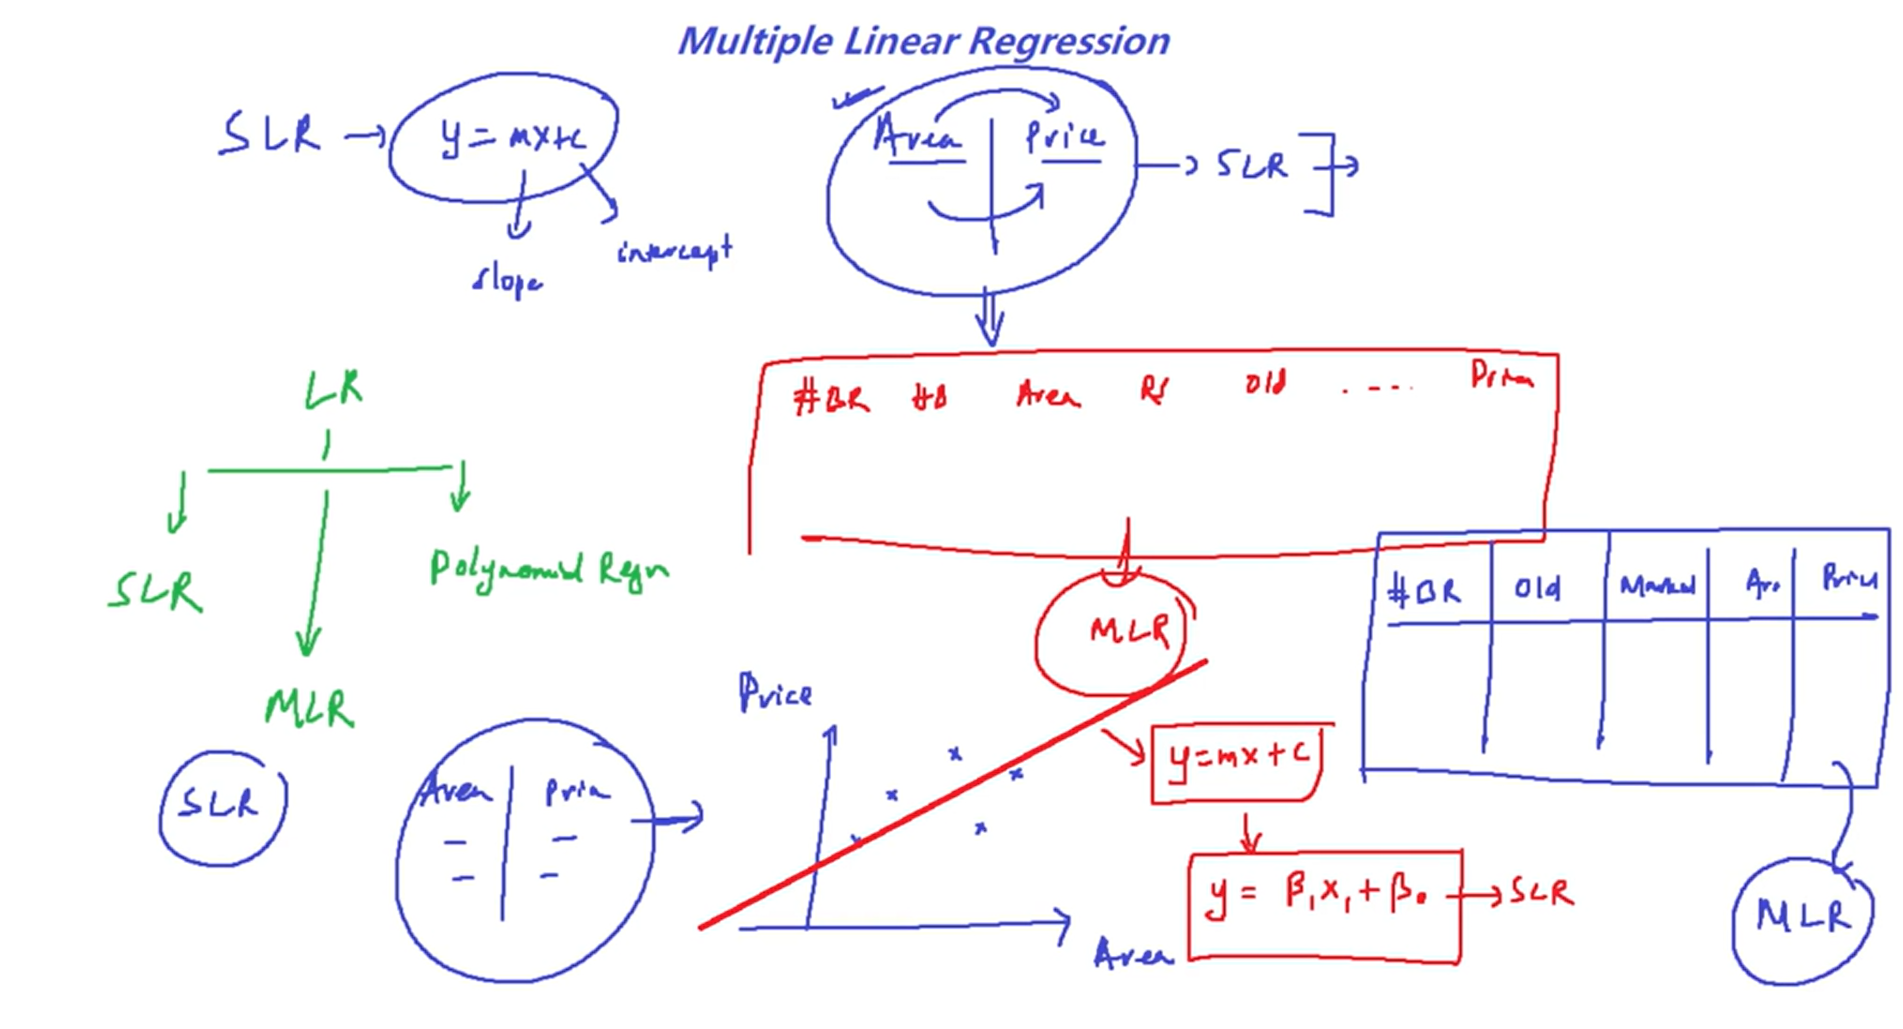 Multiple Linear Regression
SLR → y = mx+c
slope
intercept
Area | Price → SLR
#BR #B Area Old .... Price
MLR
LR
SLR
Polynomial Regn
MLR
#BR Old Market Area Price
MLR
SLR
Area | Price
Price
Area
y=mx+c
y = β₁x₁ + β₀ → SLR